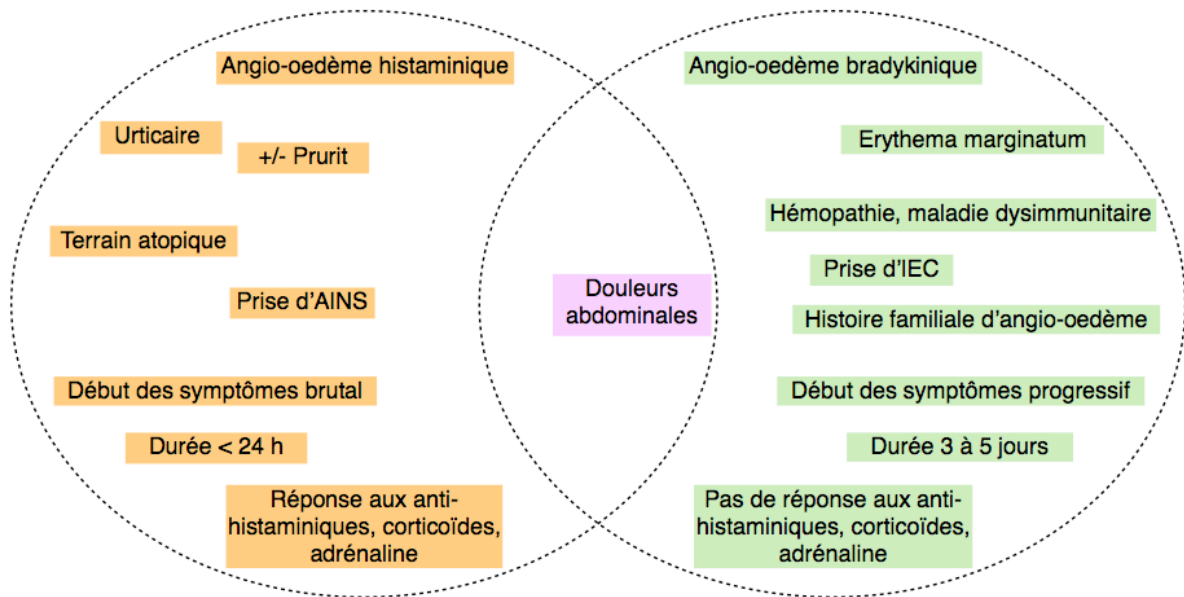 Angio-oedème histaminique
Urticaire
+/- Prurit
Terrain atopique
Prise d'AINS
Début des symptômes brutal
Durée < 24 h
Réponse aux anti-
histaminiques, corticoïdes,
adrénaline
Douleurs
abdominales
Angio-oedème bradykinique
Erythema marginatum
Hémopathie, maladie dysimmunitaire
Prise d'IEC
Histoire familiale d'angio-oedème
Début des symptômes progressif
Durée 3 à 5 jours
Pas de réponse aux anti-
histaminiques, corticoïdes,
adrénaline